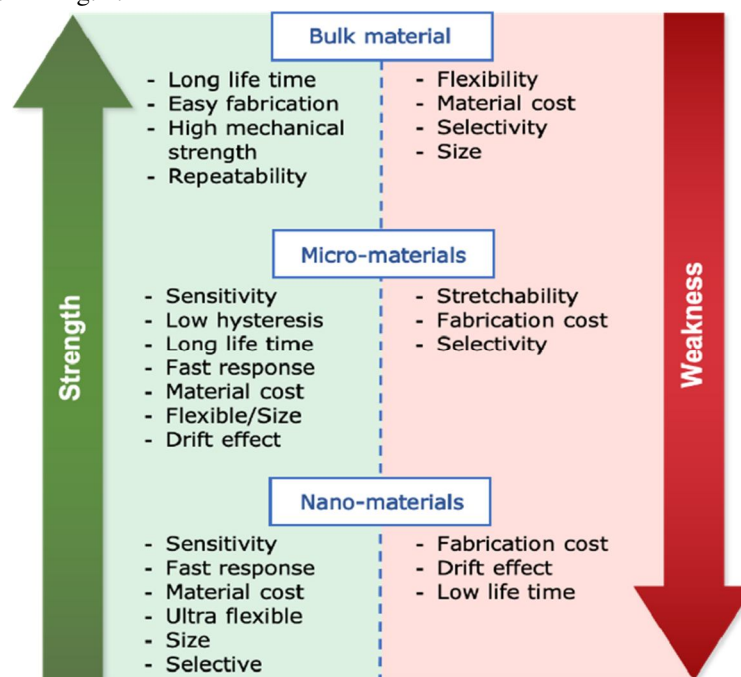 Bulk material
- Long life time
- Easy fabrication
- High mechanical
strength
- Repeatability
- Flexibility
- Material cost
- Selectivity
- Size
Micro-materials
- Sensitivity
- Low hysteresis
- Long life time
- Fast response
- Material cost
- Flexible/Size
- Drift effect
- Stretchability
- Fabrication cost
- Selectivity
Nano-materials
- Sensitivity
- Fast response
- Material cost
- Ultra flexible
- Size
- Selective
- Fabrication cost
- Drift effect
- Low life time
Strength
Weakness